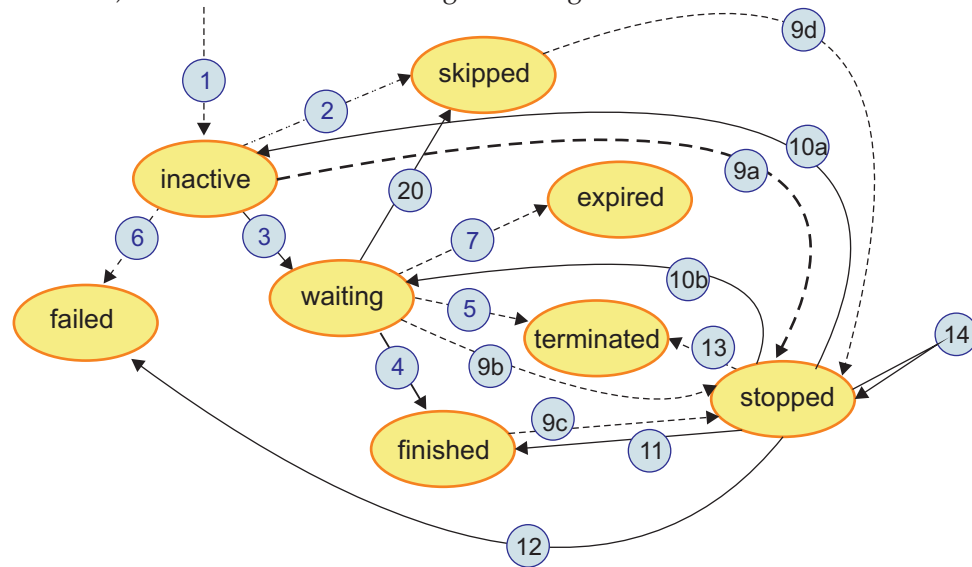 9d
skipped
1
2
10a
9a
inactive
20
expired
6
3
7
10b
waiting
5
failed
terminated
13
14
4
9b
stopped
9c
finished
11
12